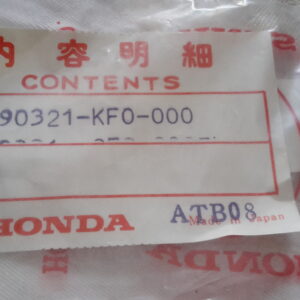 内容明細
CONTENTS
90321-KF0-000
HONDA
ATB08
Made in Japan